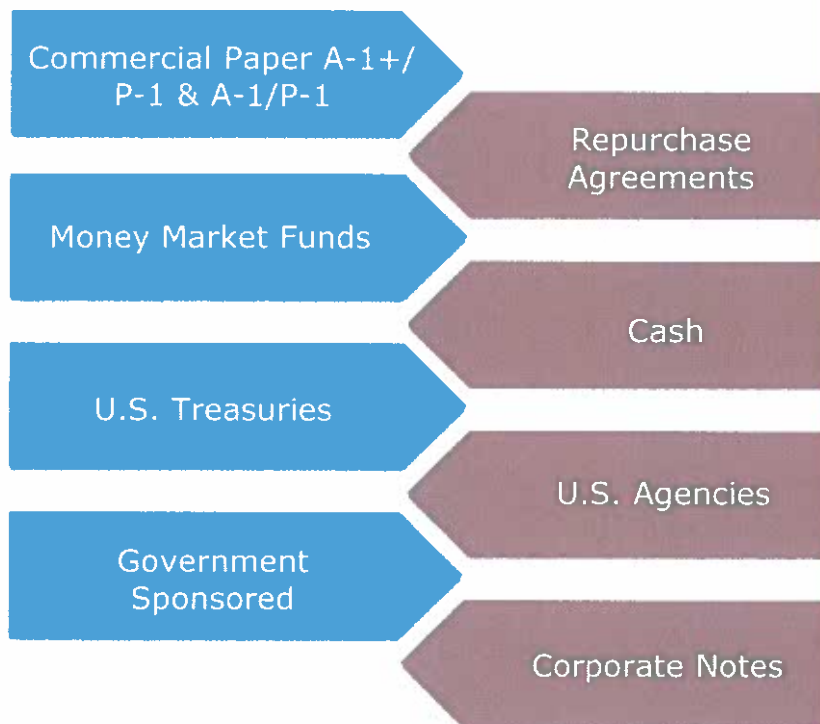 Commercial Paper A-1+/
P-1 & A-1/P-1
Repurchase
Agreements
Money Market Funds
Cash
U.S. Treasuries
U.S. Agencies
Government
Sponsored
Corporate Notes